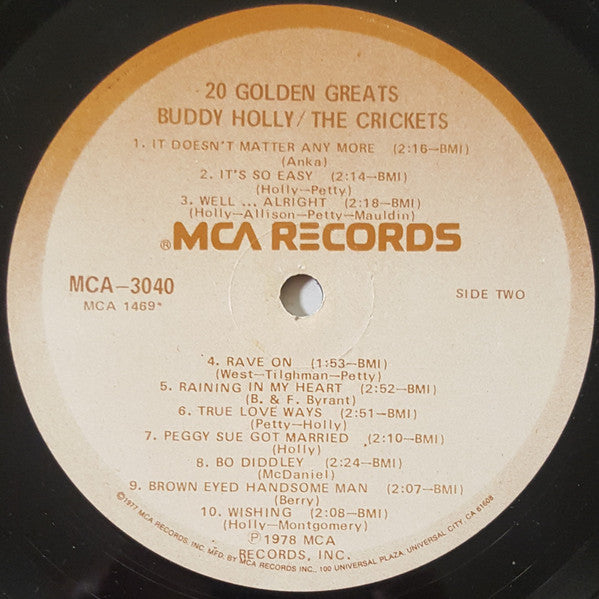 20 GOLDEN GREATS
BUDDY HOLLY/THE CRICKETS
1. IT DOESN'T MATTER ANY MORE (2:16—BMI)
(Anka)
2. IT'S SO EASY (2:14—BMI)
(Holly—Petty)
3. WELL ... ALRIGHT (2:18—BMI)
(Holly—Allison—Petty—Mauldin)
®MCA RECORDS
MCA—3040
MCA 1469*
SIDE TWO
4. RAVE ON (1:53—BMI)
(West—Tilghman—Petty)
5. RAINING IN MY HEART (2:52—BMI)
(B. & F. Byrant)
6. TRUE LOVE WAYS (2:51—BMI)
(Petty—Holly)
7. PEGGY SUE GOT MARRIED (2:10—BMI)
(Holly)
8. BO DIDDLEY (2:24—BMI)
(McDaniel)
9. BROWN EYED HANDSOME MAN (2:07—BMI)
(Berry)
10. WISHING (2:08—BMI)
(Holly—Montgomery)
Ⓟ1978 MCA
RECORDS, INC.
©1977 MCA RECORDS, INC. MFD. BY MCA RECORDS INC., 100 UNIVERSAL PLAZA, UNIVERSAL CITY, CA 91608